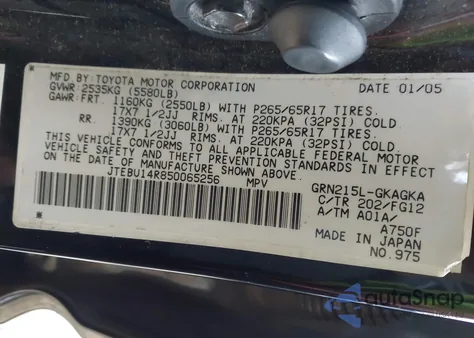 MFD. BY: TOYOTA MOTOR CORPORATION DATE 01/05
GVWR: 2535KG (5580LB)
GAWR: FRT. 1160KG (2550LB) WITH P265/65R17 TIRES.
17X7 1/2JJ RIMS. AT 220KPA (32PSI) COLD
RR. 1390KG (3060LB) WITH P265/65R17 TIRES.
17X7 1/2JJ RIMS. AT 220KPA (32PSI) COLD
THIS VEHICLE CONFORMS TO ALL APPLICABLE FEDERAL MOTOR
VEHICLE SAFETY AND THEFT PREVENTION STANDARDS IN EFFECT
ON THE DATE OF MANUFACTURE SHOWN ABOVE.
JTEBU14R850065256 MPV
GRN215L-GKAGKA
C/TR 202/FG12
A/TM A01A/
A750F
MADE IN JAPAN
NO. 975
autoSnap